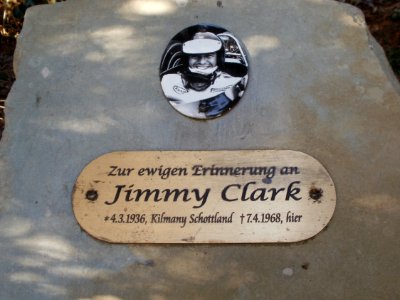 Zur ewigen Erinnerung an
Jimmy Clark
*4.3.1936, Kilmany Schottland †7.4.1968, hier